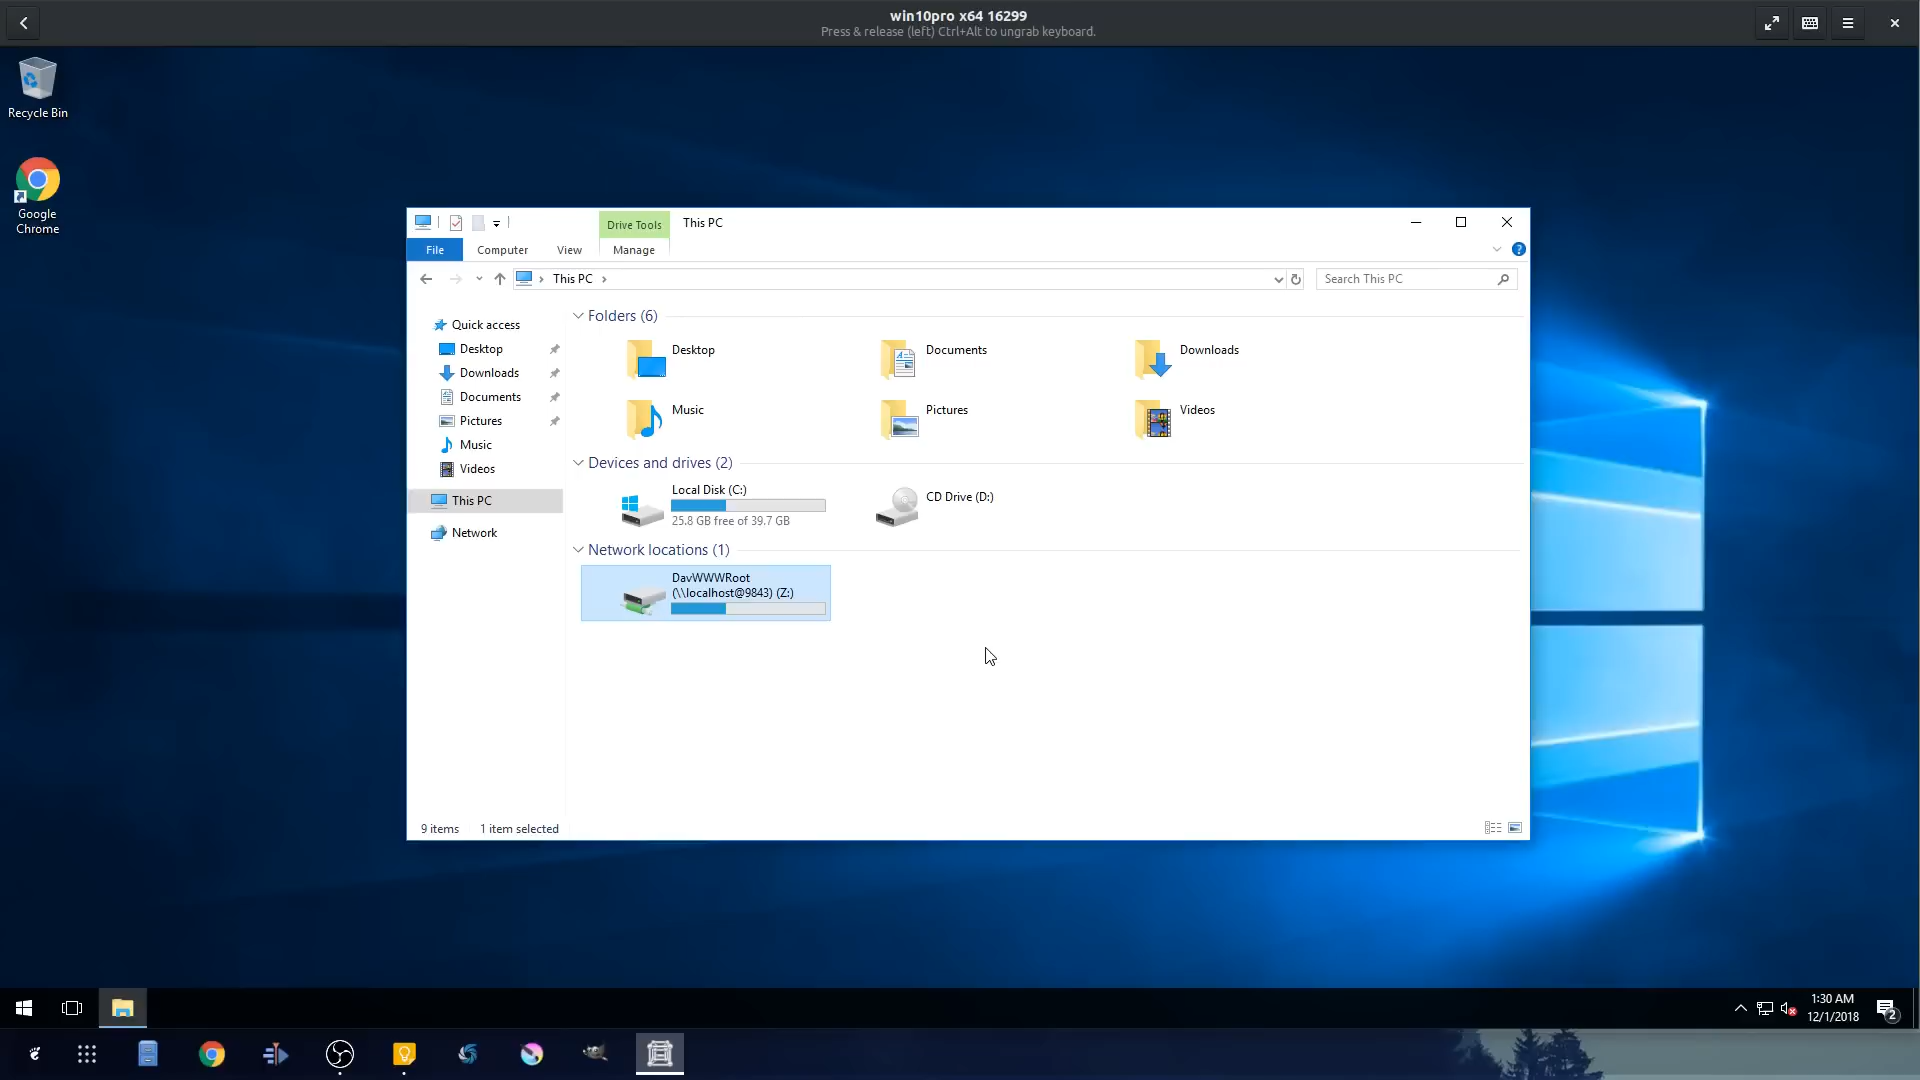 win10pro x64 16299
Press & release (left) Ctrl+Alt to ungrab keyboard.
Recycle Bin
Google
Chrome
Drive Tools
This PC
File
Computer
View
Manage
This PC
Search This PC
Quick access
Desktop
Downloads
Documents
Pictures
Music
Videos
This PC
Network
Folders (6)
Desktop
Documents
Downloads
Music
Pictures
Videos
Devices and drives (2)
Local Disk (C:)
25.8 GB free of 39.7 GB
CD Drive (D:)
Network locations (1)
DavWWWRoot
(\\localhost@9843) (Z:)
9 items
1 item selected
1:30 AM
12/1/2018
2